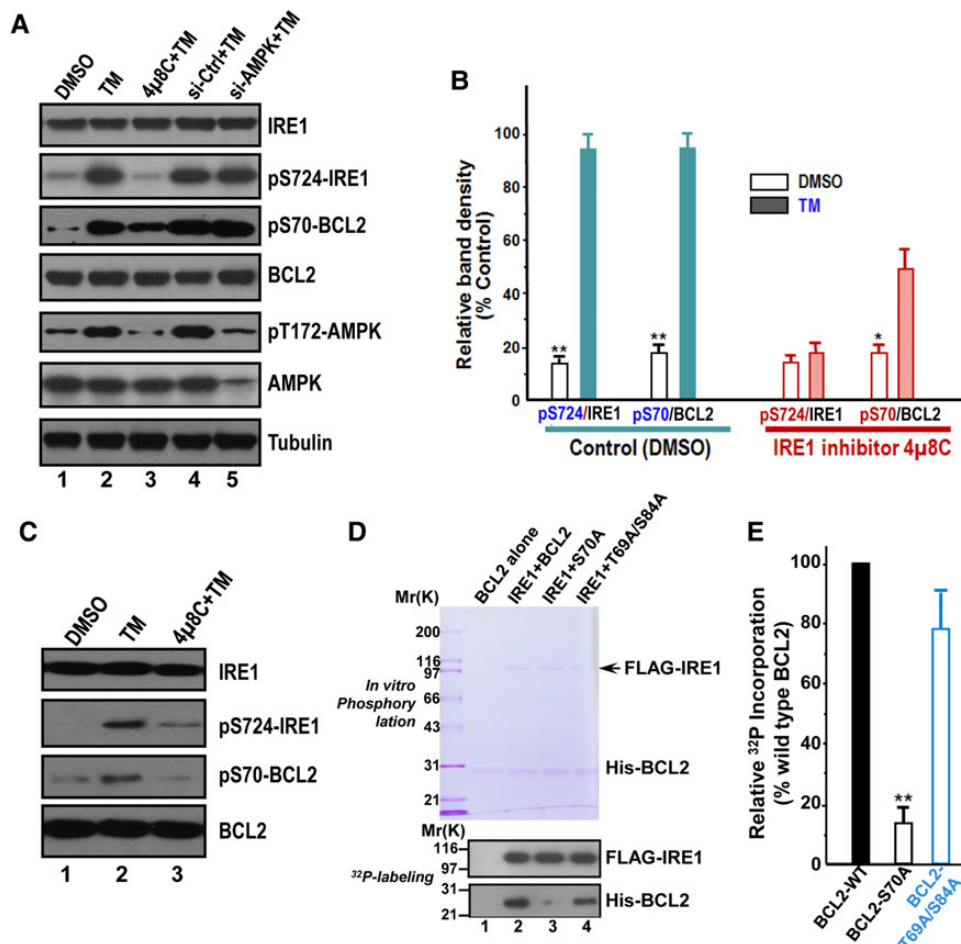 A
DMSO
TM
4µ8C+TM
si-Ctrl+TM
si-AMPK+TM
IRE1
pS724-IRE1
pS70-BCL2
BCL2
pT172-AMPK
AMPK
Tubulin
1 2 3 4 5
B
Relative band density
(% Control)
100
80
60
40
20
0
DMSO
TM
**
**
*
pS724/IRE1 pS70/BCL2 pS724/IRE1 pS70/BCL2
Control (DMSO) IRE1 inhibitor 4µ8C
C
DMSO
TM
4µ8C+TM
IRE1
pS724-IRE1
pS70-BCL2
BCL2
1 2 3
D
BCL2 alone
IRE1+BCL2
IRE1+S70A
IRE1+T69A/S84A
Mr(K)
200
116
97
66
43
31
21
In vitro
Phosphory
lation
FLAG-IRE1
His-BCL2
Mr(K)
116
97
³²P-labeling
31
21
FLAG-IRE1
His-BCL2
1 2 3 4
E
Relative ³²P Incorporation
(% wild type BCL2)
100
80
60
40
20
0
**
BCL2-WT
BCL2-S70A
BCL2-
T69A/S84A